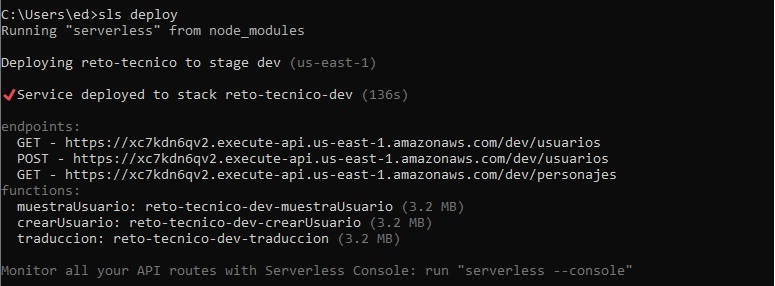 C:\Users\ed>sls deploy
Running "serverless" from node_modules
Deploying reto-tecnico to stage dev (us-east-1)
✔Service deployed to stack reto-tecnico-dev (136s)
endpoints:
GET - https://xc7kdn6qv2.execute-api.us-east-1.amazonaws.com/dev/usuarios
POST - https://xc7kdn6qv2.execute-api.us-east-1.amazonaws.com/dev/usuarios
GET - https://xc7kdn6qv2.execute-api.us-east-1.amazonaws.com/dev/personajes
functions:
muestraUsuario: reto-tecnico-dev-muestraUsuario (3.2 MB)
crearUsuario: reto-tecnico-dev-crearUsuario (3.2 MB)
traduccion: reto-tecnico-dev-traduccion (3.2 MB)
Monitor all your API routes with Serverless Console: run "serverless --console"